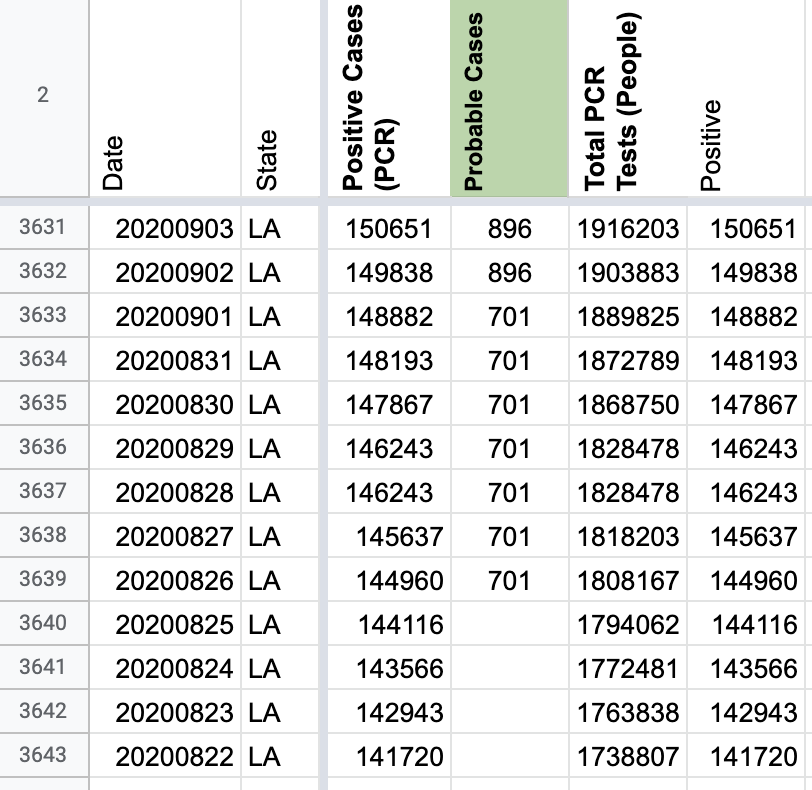 2 Date State Positive Cases (PCR) Probable Cases Total PCR Tests (People) Positive
3631 20200903 LA 150651 896 1916203 150651
3632 20200902 LA 149838 896 1903883 149838
3633 20200901 LA 148882 701 1889825 148882
3634 20200831 LA 148193 701 1872789 148193
3635 20200830 LA 147867 701 1868750 147867
3636 20200829 LA 146243 701 1828478 146243
3637 20200828 LA 146243 701 1828478 146243
3638 20200827 LA 145637 701 1818203 145637
3639 20200826 LA 144960 701 1808167 144960
3640 20200825 LA 144116 1794062 144116
3641 20200824 LA 143566 1772481 143566
3642 20200823 LA 142943 1763838 142943
3643 20200822 LA 141720 1738807 141720